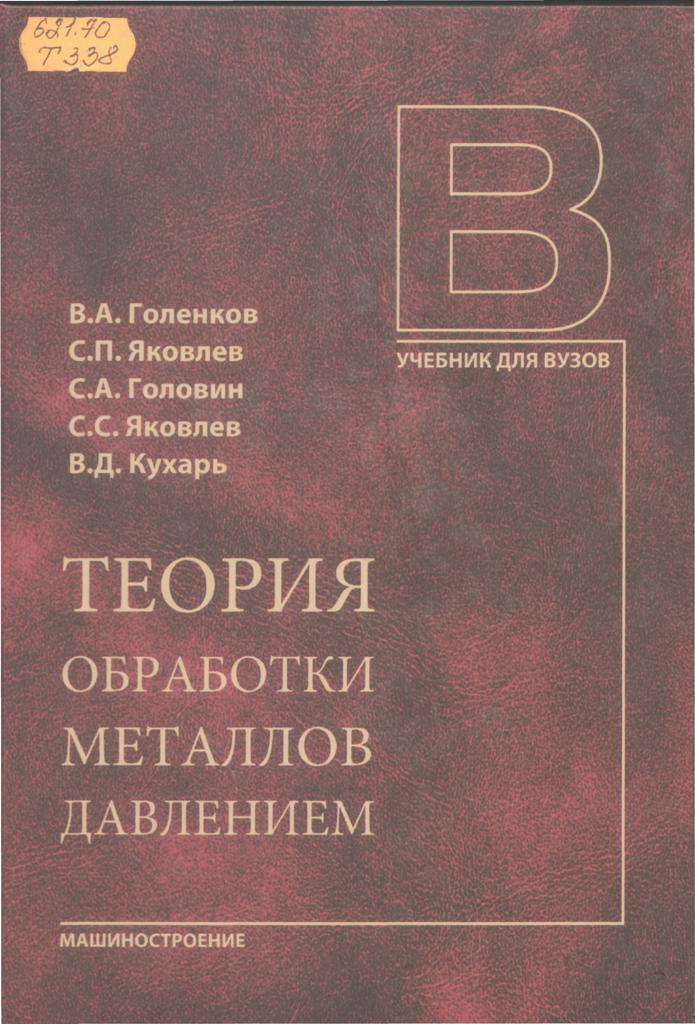 621.70
Т338
В
УЧЕБНИК ДЛЯ ВУЗОВ
В.А. Голенков
С.П. Яковлев
С.А. Головин
С.С. Яковлев
В.Д. Кухарь
ТЕОРИЯ
ОБРАБОТКИ
МЕТАЛЛОВ
ДАВЛЕНИЕМ
МАШИНОСТРОЕНИЕ